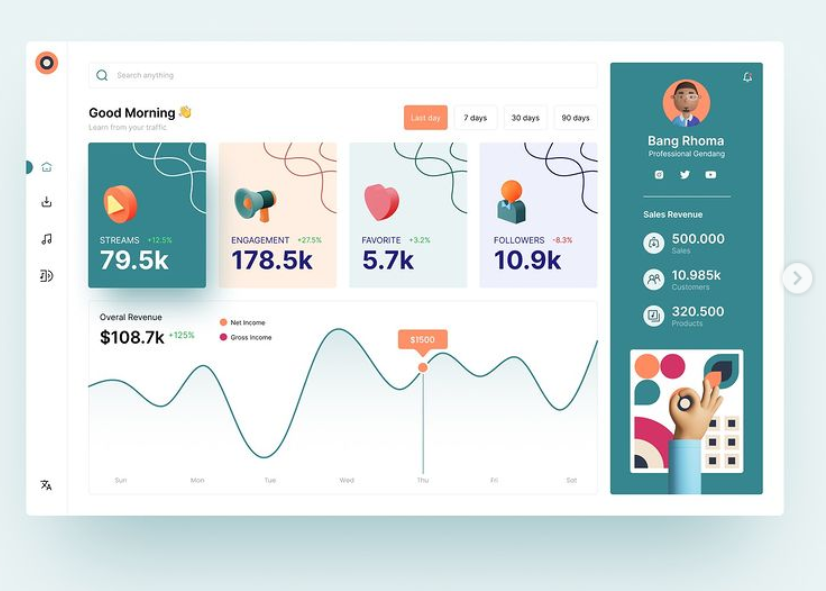 Search anything
Good Morning 👋
Learn from your traffic
Last day
7 days
30 days
90 days
STREAMS +12.5%
79.5k
ENGAGEMENT +27.5%
178.5k
FAVORITE +3.2%
5.7k
FOLLOWERS -8.3%
10.9k
Overal Revenue
$108.7k +125%
Net Income
Gross Income
$1500
Sun Mon Tue Wed Thu Fri Sat
Bang Rhoma
Professional Gendang
Sales Revenue
500.000
Sales
10.985k
Customers
320.500
Products